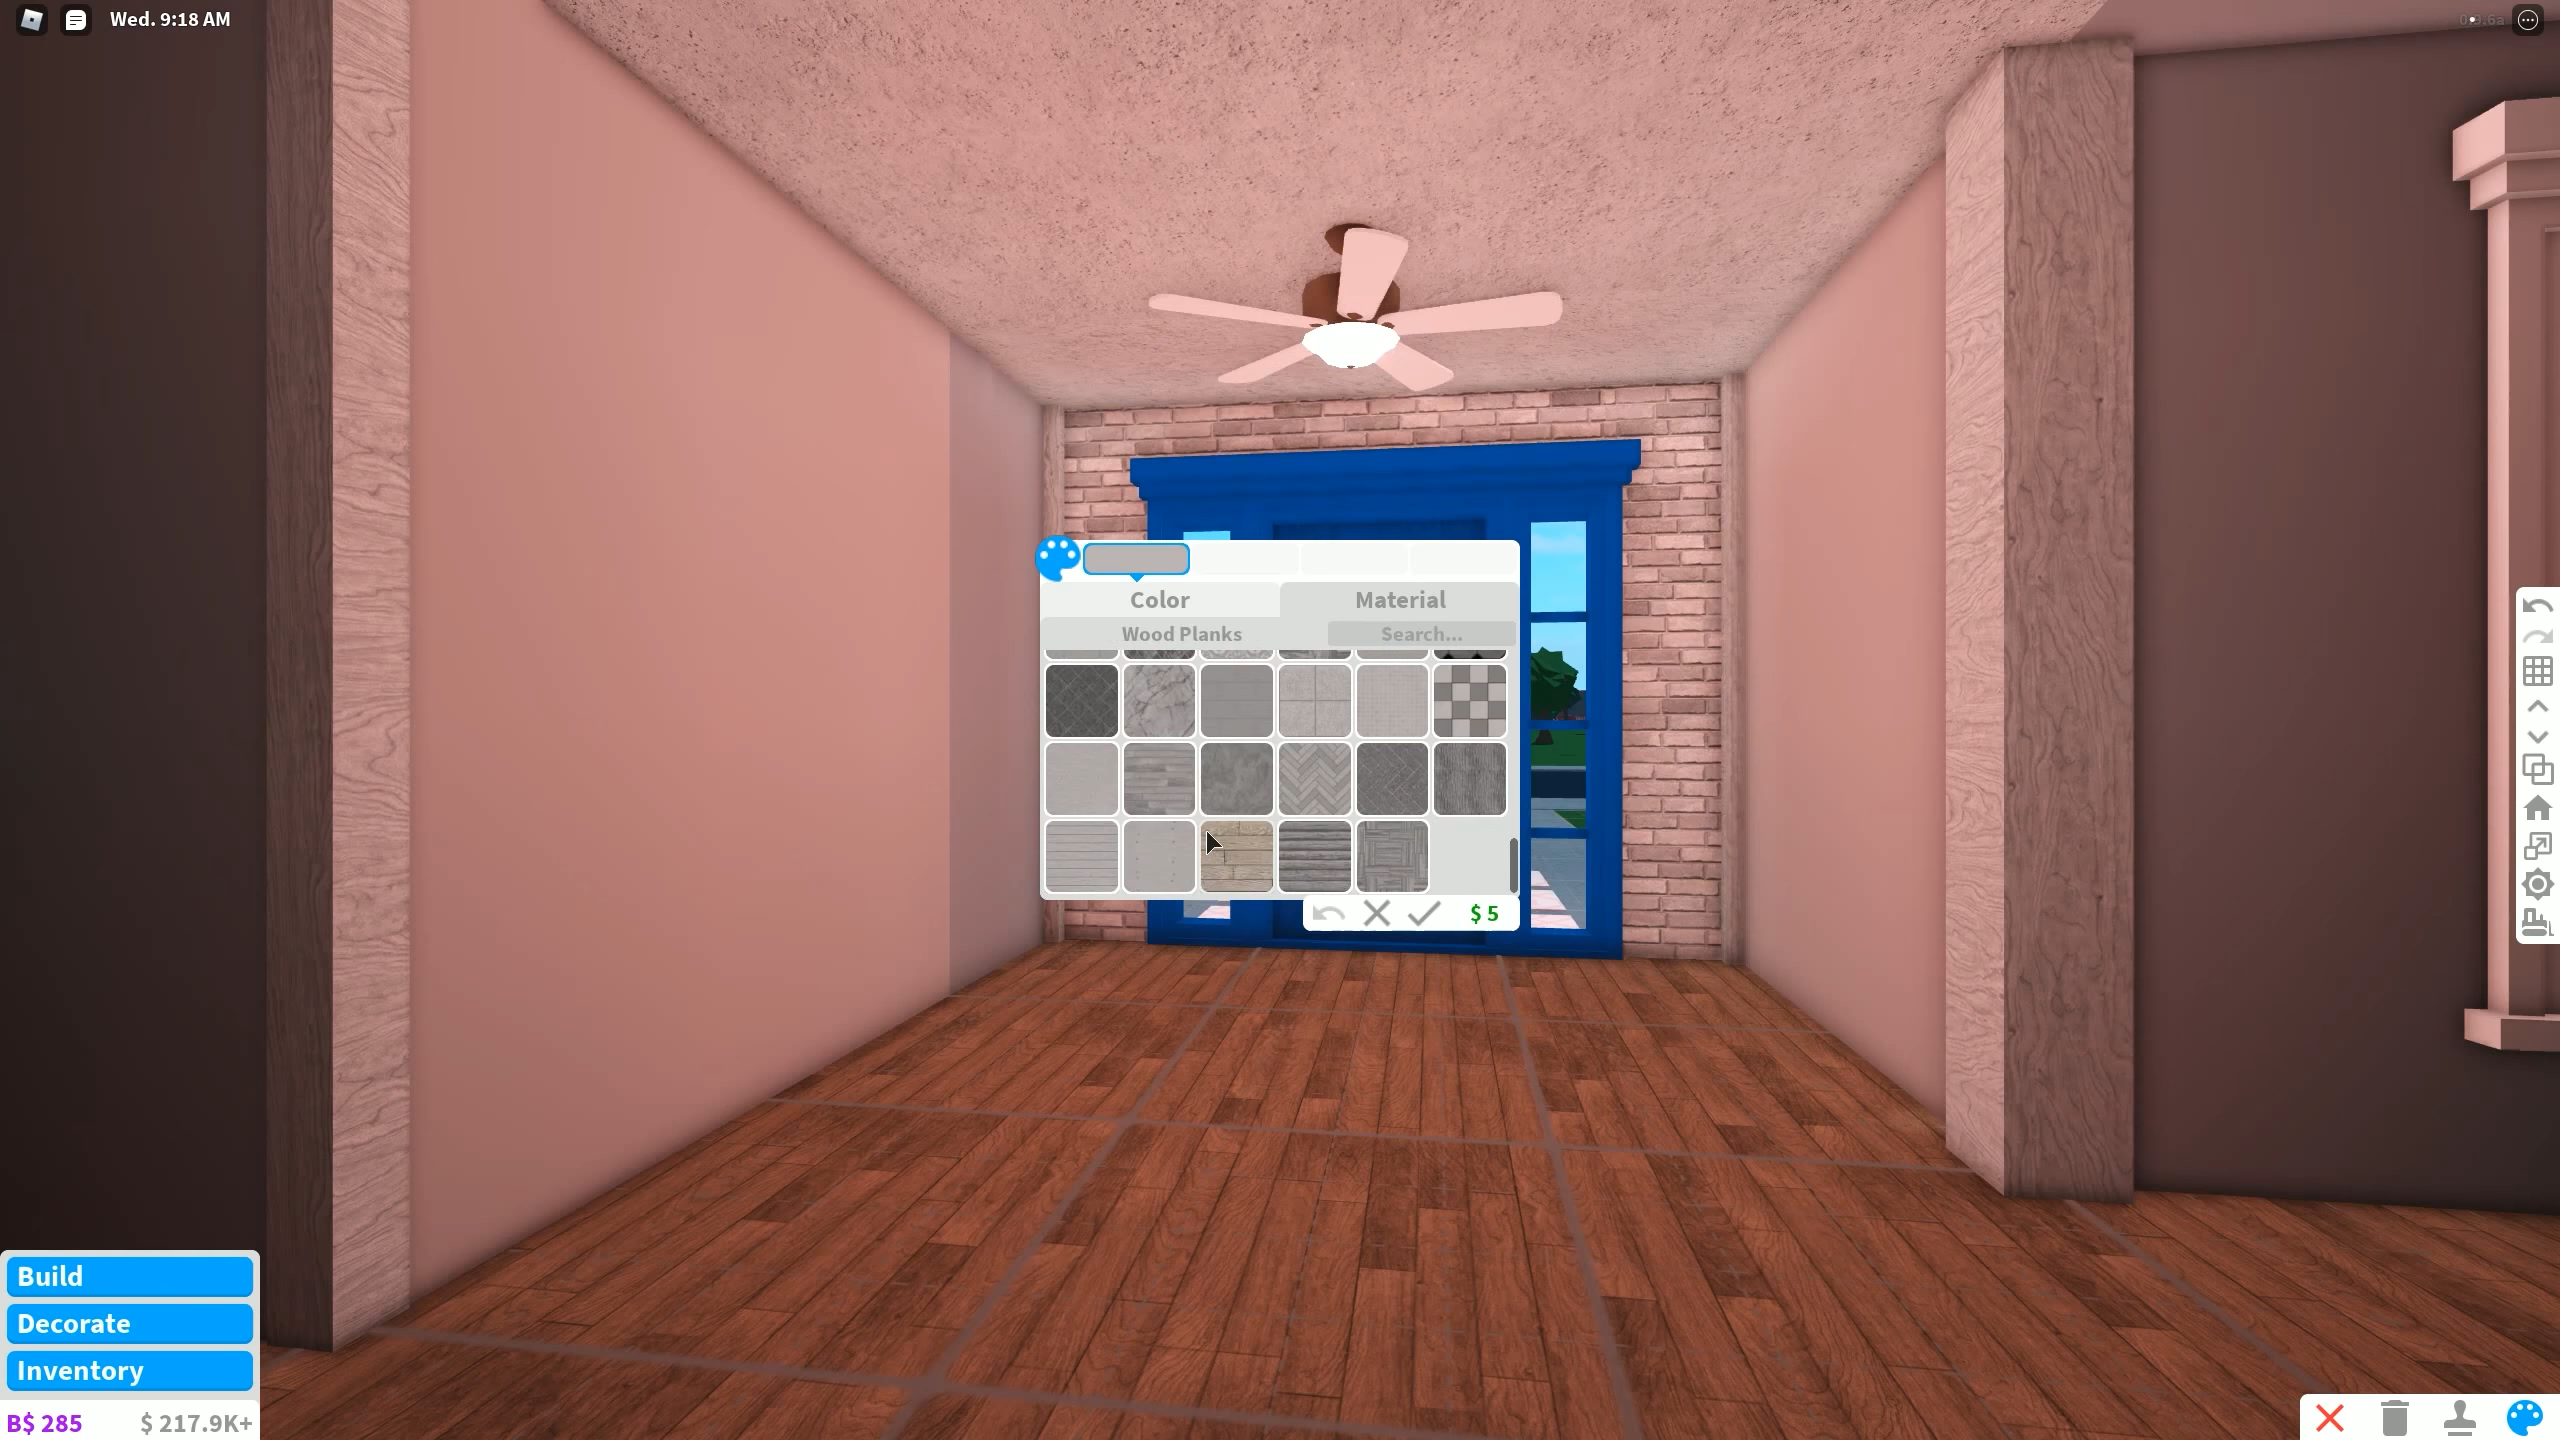 Wed. 9:18 AM
Color
Material
Wood Planks
Search...
$ 5
Build
Decorate
Inventory
B$ 285
$ 217.9K+